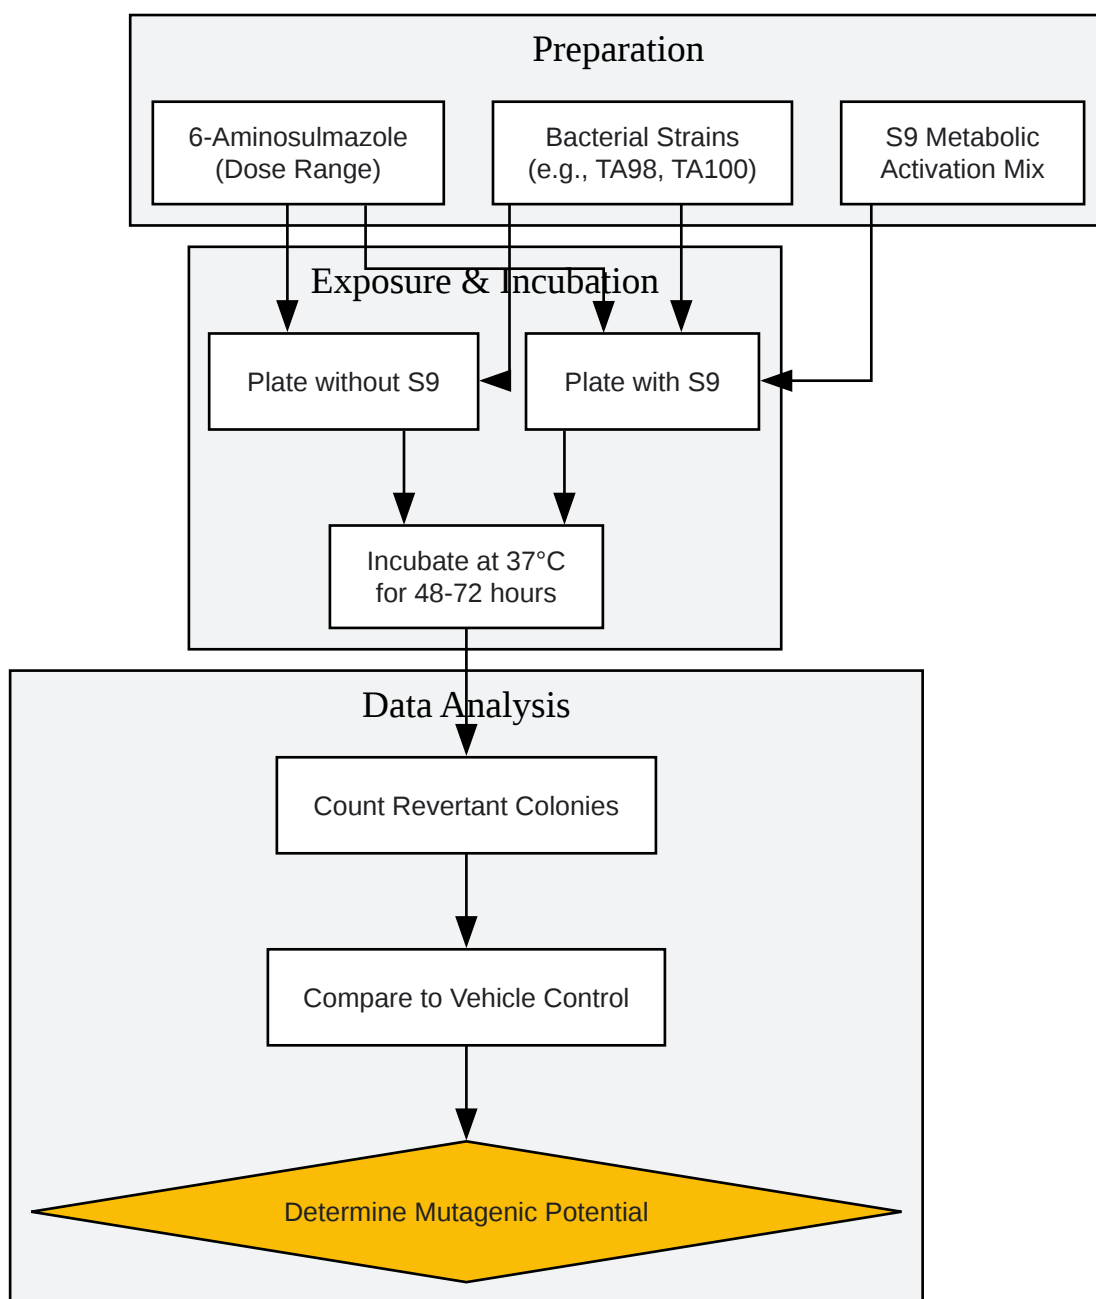 Preparation
6-Aminosulmazole
(Dose Range)
Bacterial Strains
(e.g., TA98, TA100)
S9 Metabolic
Activation Mix
Exposure & Incubation
Plate without S9
Plate with S9
Incubate at 37°C
for 48-72 hours
Data Analysis
Count Revertant Colonies
Compare to Vehicle Control
Determine Mutagenic Potential